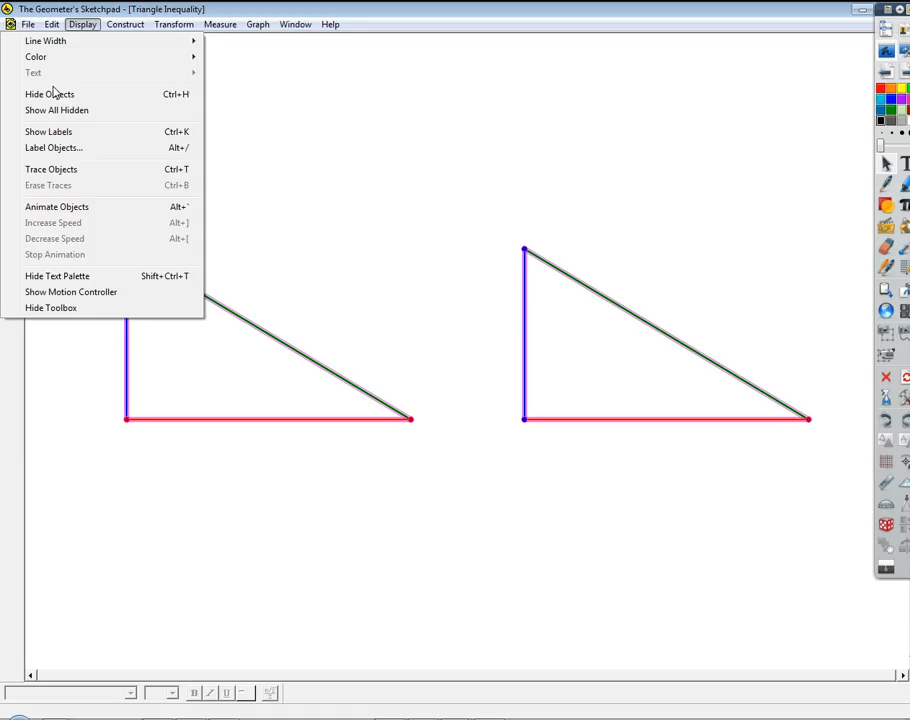 The Geometer's Sketchpad - [Triangle Inequality]
File Edit Display Construct Transform Measure Graph Window Help
Line Width
Color
Text
Hide Objects Ctrl+H
Show All Hidden
Show Labels Ctrl+K
Label Objects... Alt+/
Trace Objects Ctrl+T
Erase Traces Ctrl+B
Animate Objects Alt+`
Increase Speed Alt+]
Decrease Speed Alt+[
Stop Animation
Hide Text Palette Shift+Ctrl+T
Show Motion Controller
Hide Toolbox
B I U